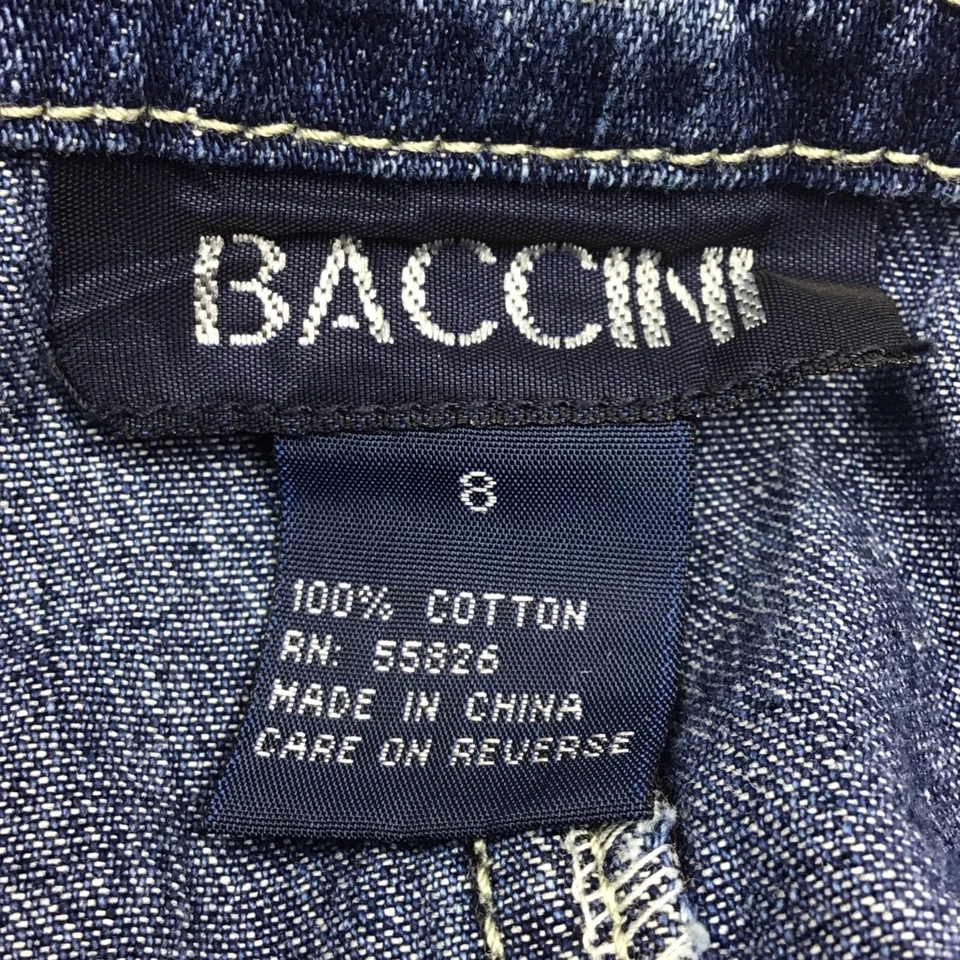 BACCINI
8
100% COTTON
RN: 55826
MADE IN CHINA
CARE ON REVERSE